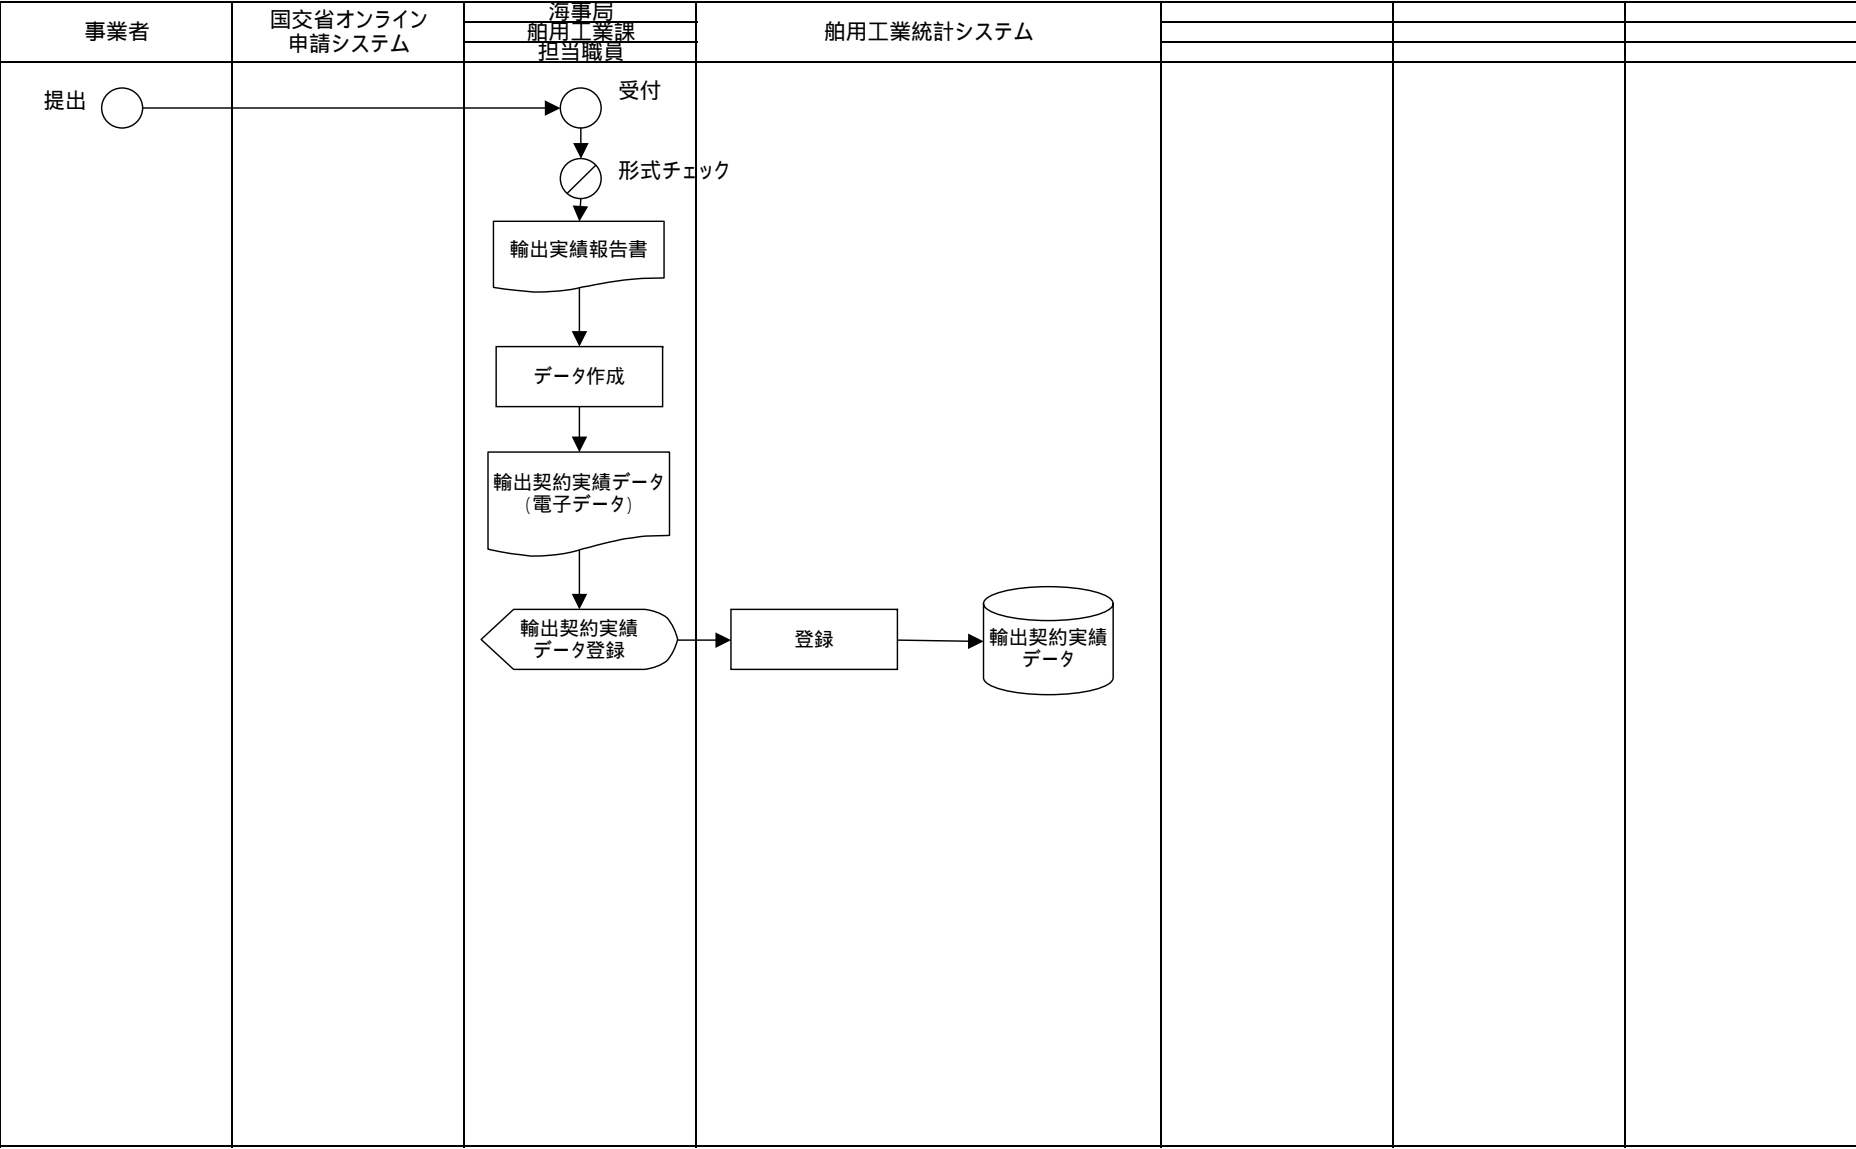 事業者
国交省オンライン
申請システム
海事局
舶用工業課
担当職員
舶用工業統計システム
提出
受付
形式チェック
輸出実績報告書
データ作成
輸出契約実績データ
(電子データ)
輸出契約実績
データ登録
登録
輸出契約実績
データ